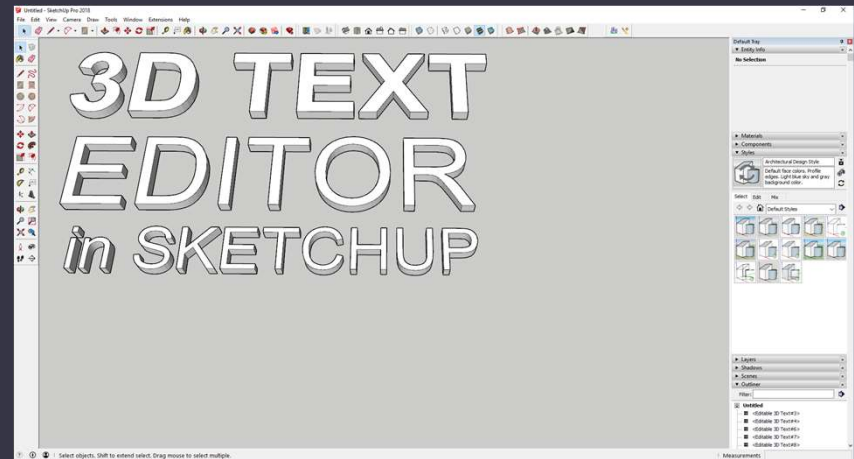 Untitled - SketchUp Pro 2018
File Edit View Camera Draw Tools Window Extensions Help
3D TEXT
EDITOR
in SKETCHUP
Default Tray
Entity Info
No Selection
Materials
Components
Styles
Architectural Design Style
Default face colors. Profile
edges. Light blue sky and gray
background color.
Select Edit Mix
Default Styles
Layers
Shadows
Scenes
Outliner
Filter:
Untitled
<Editable 3D Text#3>
<Editable 3D Text#4>
<Editable 3D Text#6>
<Editable 3D Text#7>
<Editable 3D Text#8>
Select objects. Shift to extend select. Drag mouse to select multiple.
Measurements